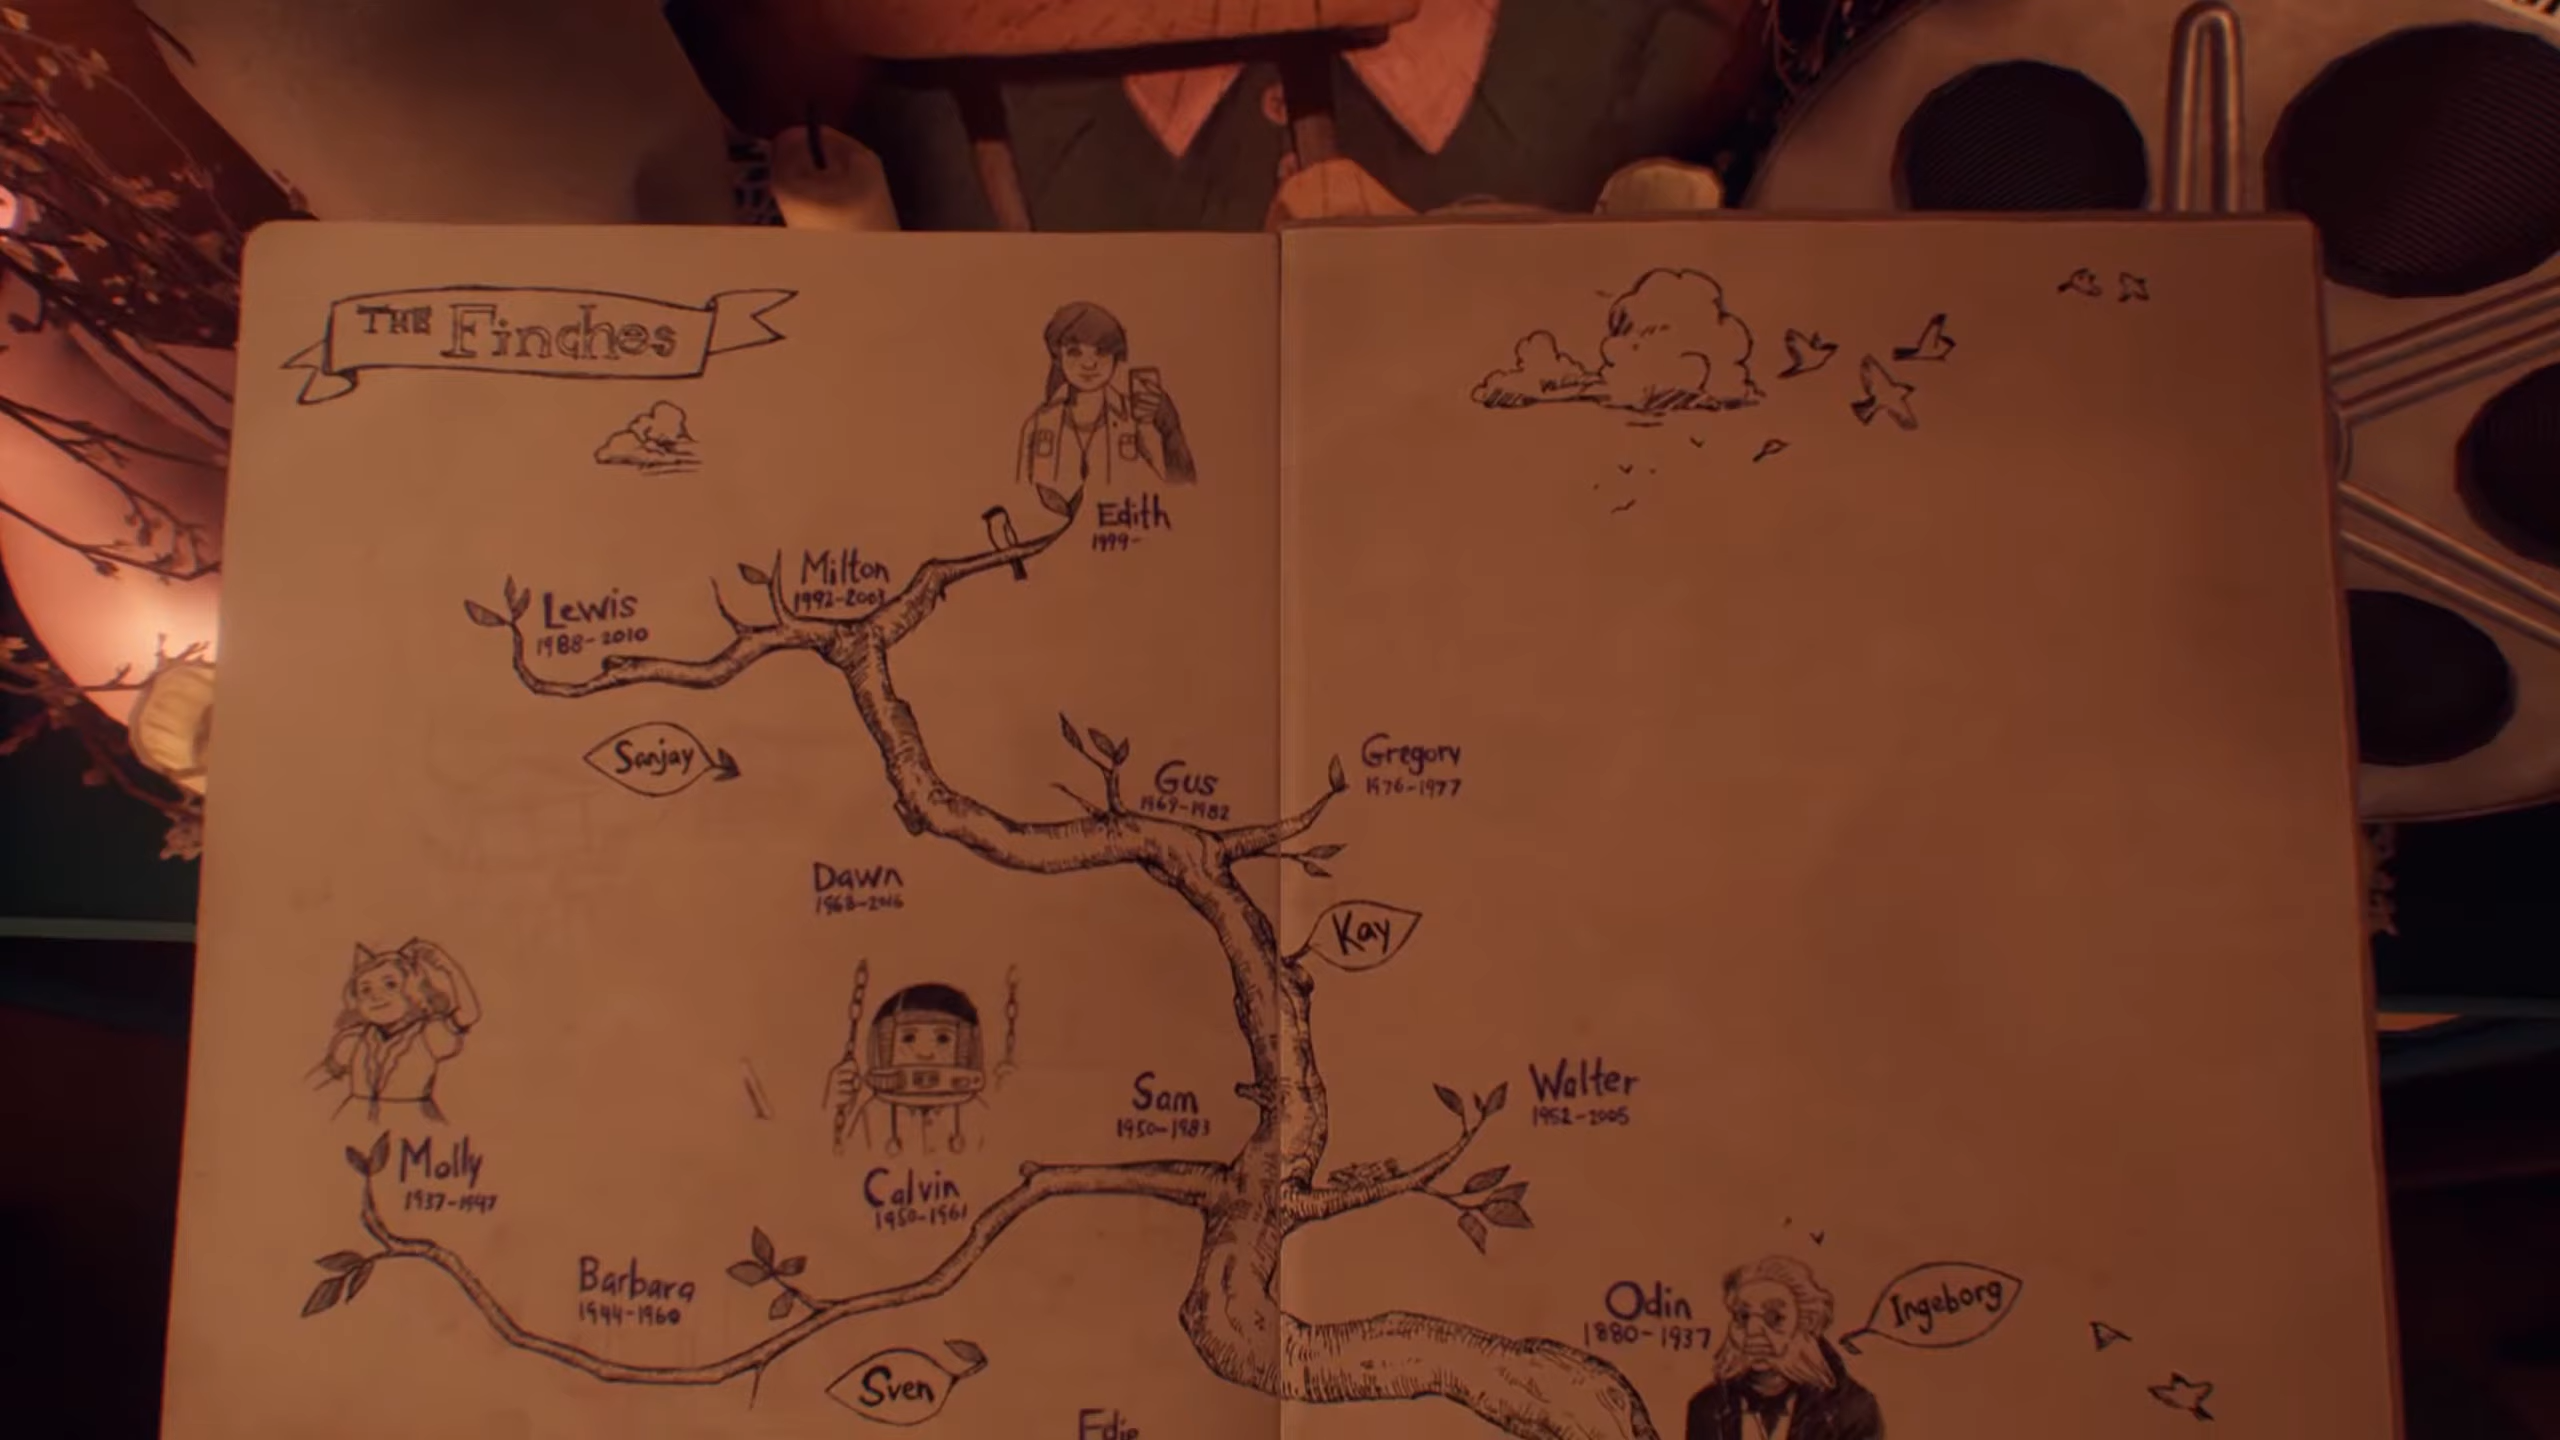 THE Finches
Edith
1999-
Milton
1992-2003
Lewis
1988-2010
Sanjay
Gus
1969-1982
Gregory
1976-1977
Dawn
1968-2016
Kay
Sam
1950-1983
Walter
1952-2005
Molly
1937-1947
Calvin
1950-1961
Barbara
1944-1960
Odin
1880-1937
Ingeborg
Sven
Edie